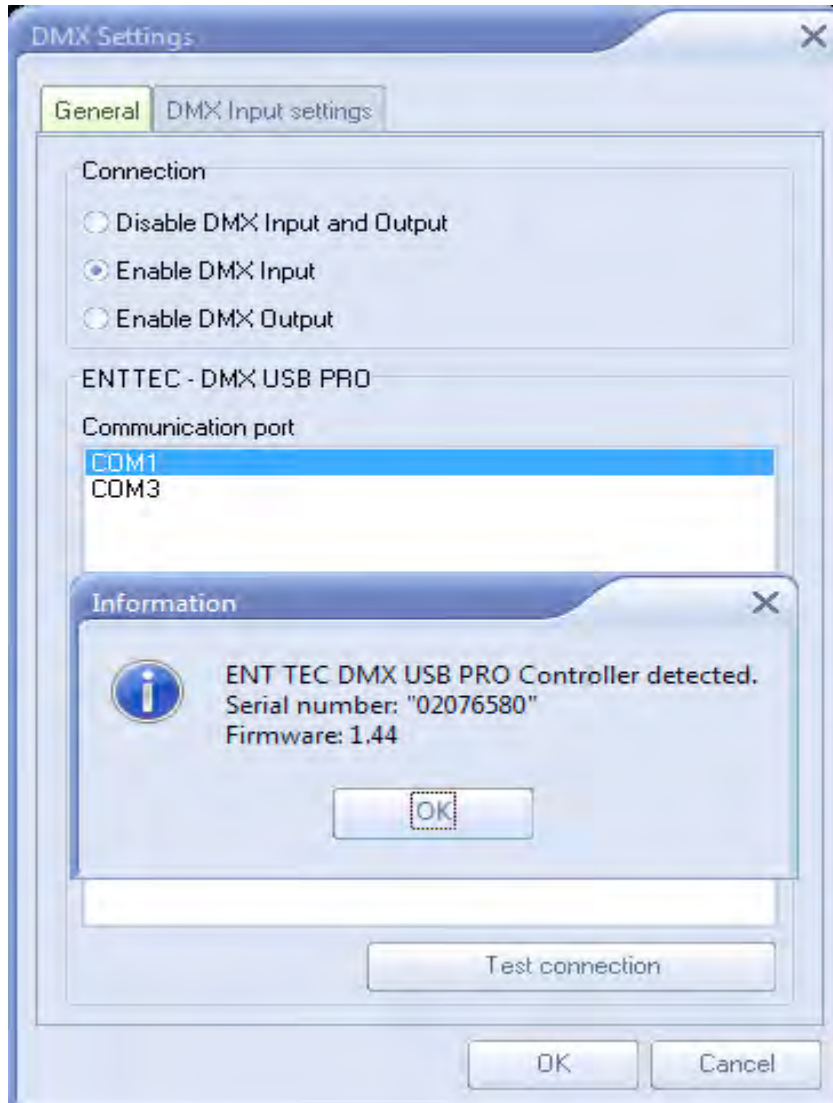 DMX Settings
General
DMX Input settings
Connection
Disable DMX Input and Output
Enable DMX Input
Enable DMX Output
ENTTEC - DMX USB PRO
Communication port
COM1
COM3
Information
ENT TEC DMX USB PRO Controller detected.
Serial number: "02076580"
Firmware: 1.44
OK
Test connection
OK
Cancel